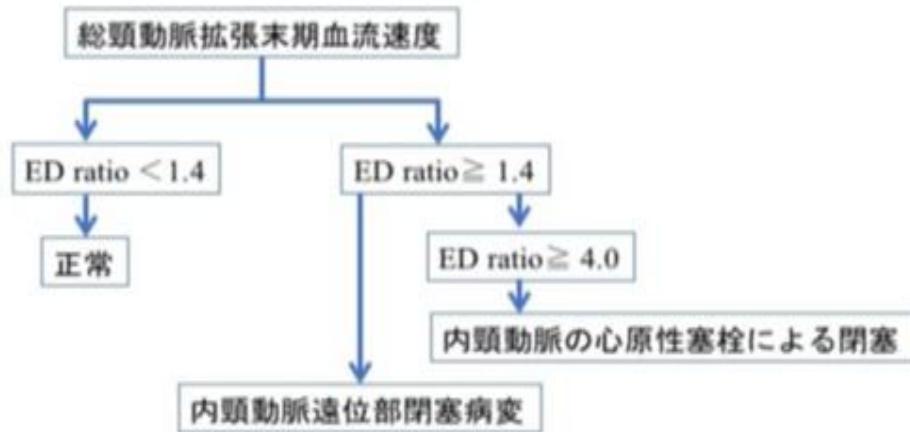 総頸動脈拡張末期血流速度
ED ratio <1.4
ED ratio≧ 1.4
正常
ED ratio≧ 4.0
内頸動脈の心原性塞栓による閉塞
内頸動脈遠位部閉塞病変